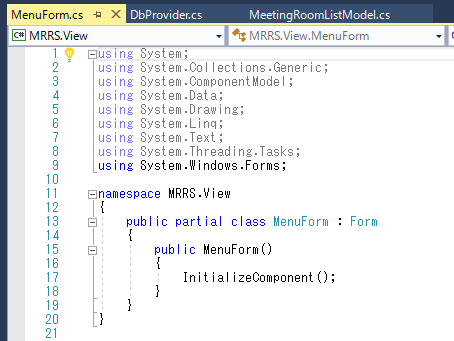 MenuForm.cs DbProvider.cs MeetingRoomListModel.cs
C# MRRS.View MRRS.View.MenuForm
1 using System;
2 using System.Collections.Generic;
3 using System.ComponentModel;
4 using System.Data;
5 using System.Drawing;
6 using System.Linq;
7 using System.Text;
8 using System.Threading.Tasks;
9 using System.Windows.Forms;
10
11 namespace MRRS.View
12 {
13 public partial class MenuForm : Form
14 {
15 public MenuForm()
16 {
17 InitializeComponent();
18 }
19 }
20 }
21